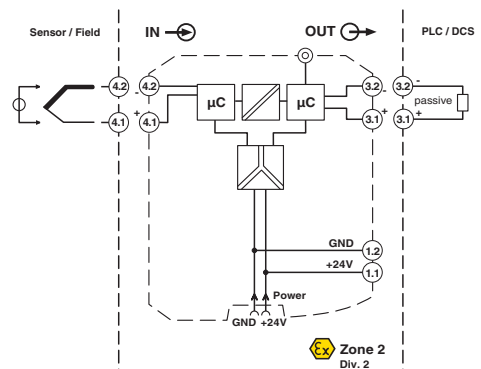 Sensor / Field
IN
OUT
PLC / DCS
4.2
4.2
-
µC
µC
3.2
-
3.2
-
passive
4.1
+
4.1
3.1
+
3.1
+
GND
1.2
+24V
1.1
Power
GND +24V
Ex Zone 2
Div. 2